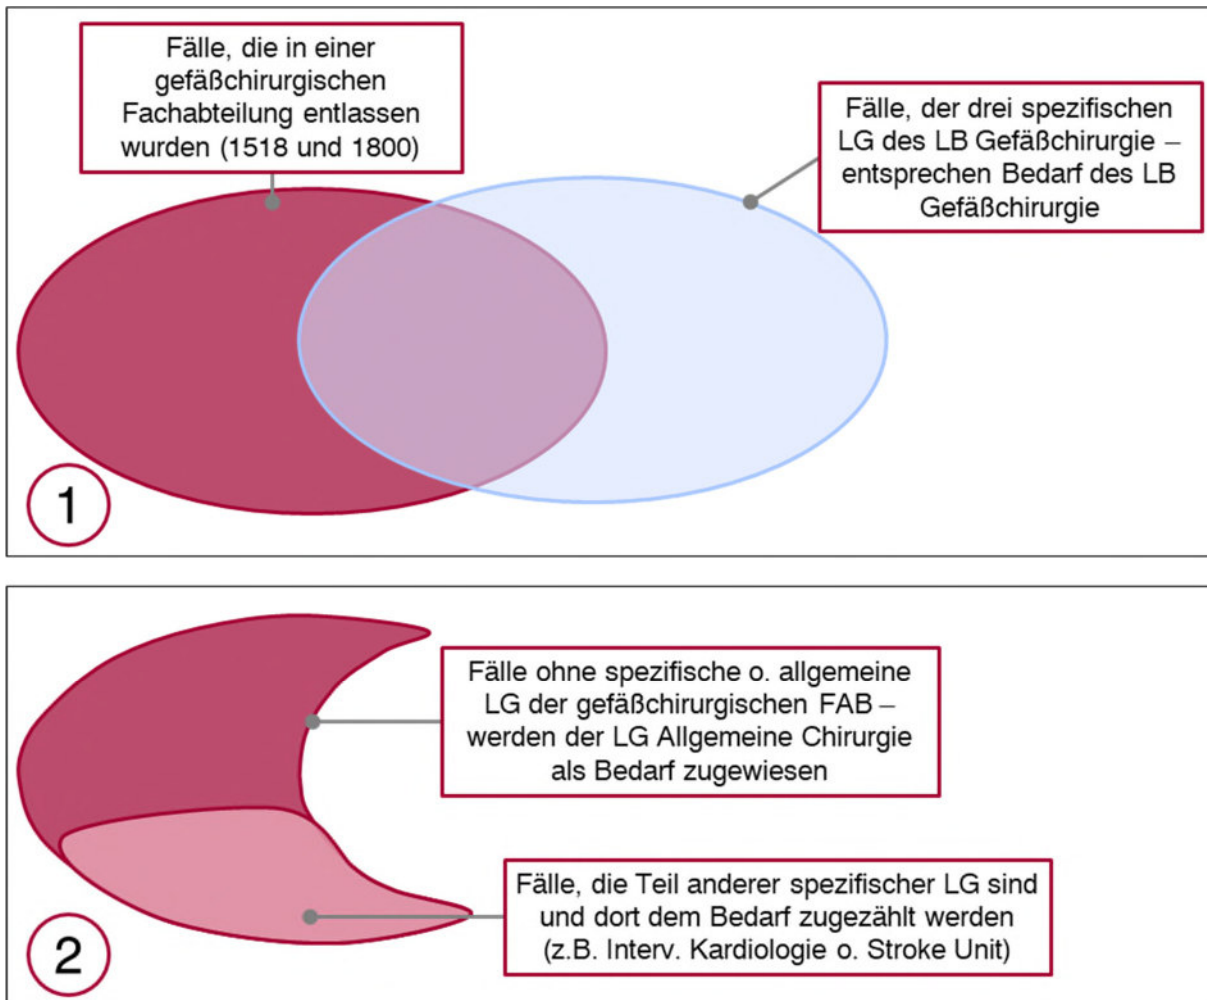 Fälle, die in einer
gefäßchirurgischen
Fachabteilung entlassen
wurden (1518 und 1800)
Fälle, der drei spezifischen
LG des LB Gefäßchirurgie –
entsprechen Bedarf des LB
Gefäßchirurgie
1
Fälle ohne spezifische o. allgemeine
LG der gefäßchirurgischen FAB –
werden der LG Allgemeine Chirurgie
als Bedarf zugewiesen
Fälle, die Teil anderer spezifischer LG sind
und dort dem Bedarf zugezählt werden
(z.B. Interv. Kardiologie o. Stroke Unit)
2